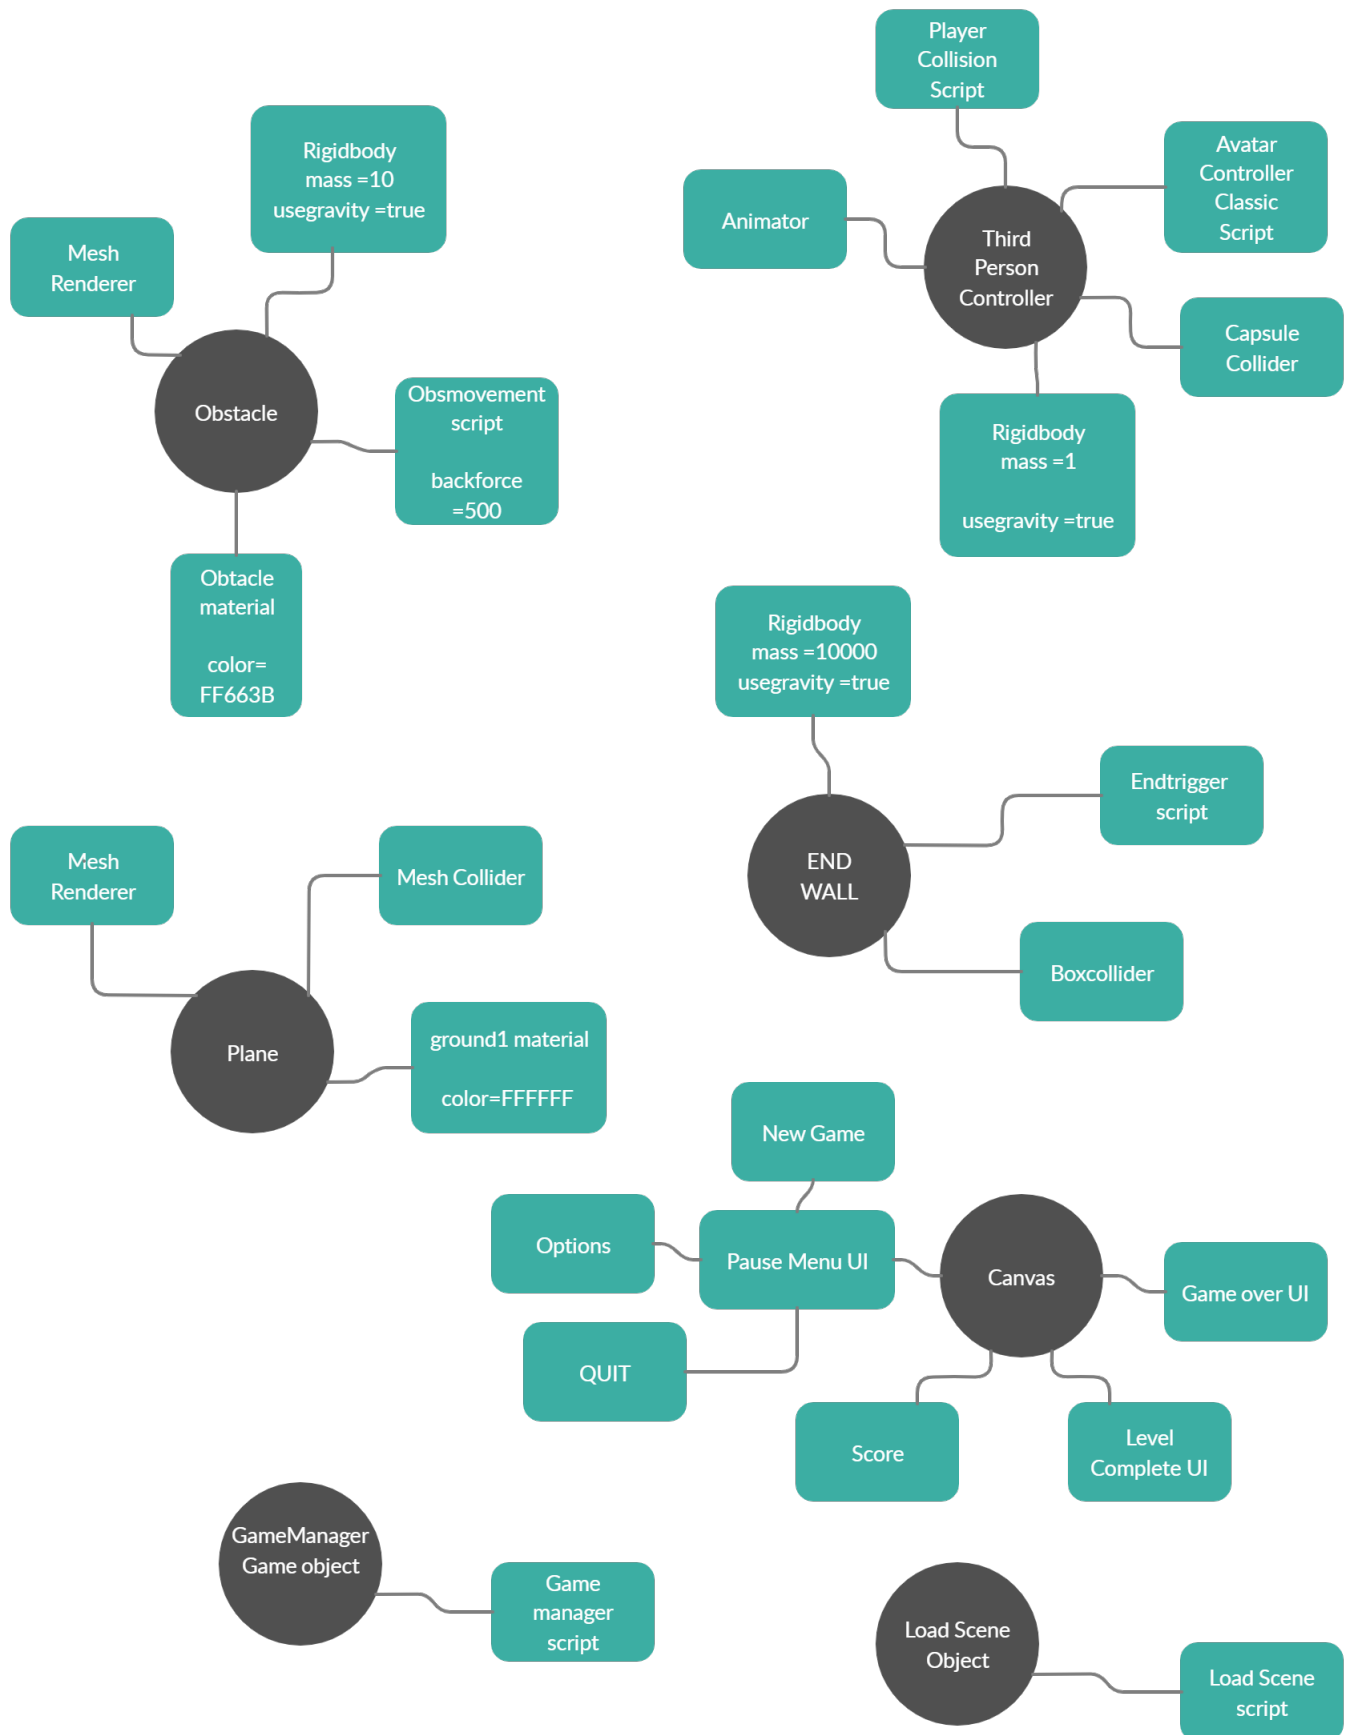 Player
Collision
Script
Rigidbody
mass =10
usegravity =true
Avatar
Controller
Classic
Script
Animator
Mesh
Renderer
Third
Person
Controller
Capsule
Collider
Obstacle
Obsmovement
script
backforce
=500
Rigidbody
mass =1
usegravity =true
Obtacle
material
color=
FF663B
Rigidbody
mass =10000
usegravity =true
Endtrigger
script
Mesh
Renderer
Mesh Collider
END
WALL
Boxcollider
Plane
ground1 material
color=FFFFFF
New Game
Options
Pause Menu UI
Canvas
Game over UI
QUIT
Score
Level
Complete UI
GameManager
Game object
Game
manager
script
Load Scene
Object
Load Scene
script